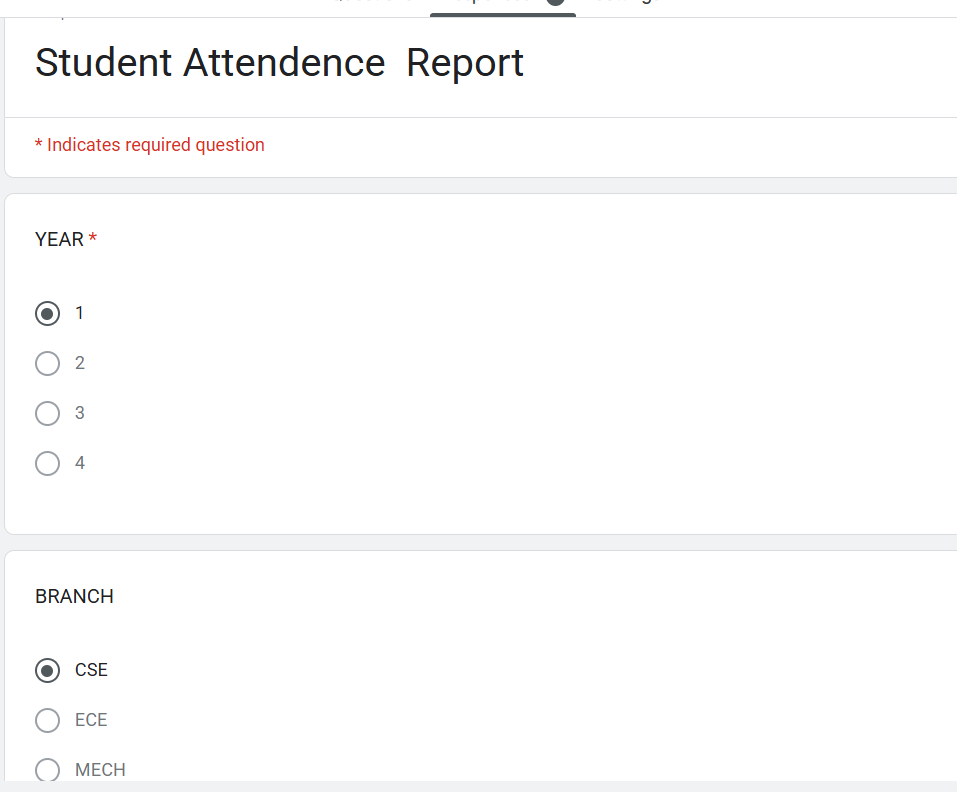 Student Attendence  Report
* Indicates required question
YEAR *
1
2
3
4
BRANCH
CSE
ECE
MECH